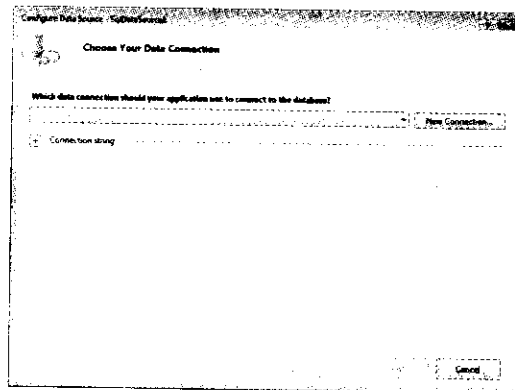 Configure Data Source - SqlDataSource1
Choose Your Data Connection
Which data connection should your application use to connect to the database?
New Connection...
Connection string
Cancel